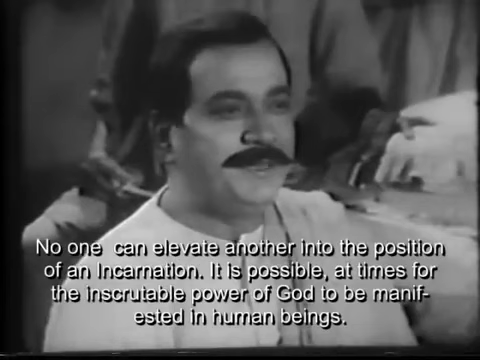 No one can elevate another into the position
of an Incarnation. It is possible, at times for
the inscrutable power of God to be manif-
ested in human beings.